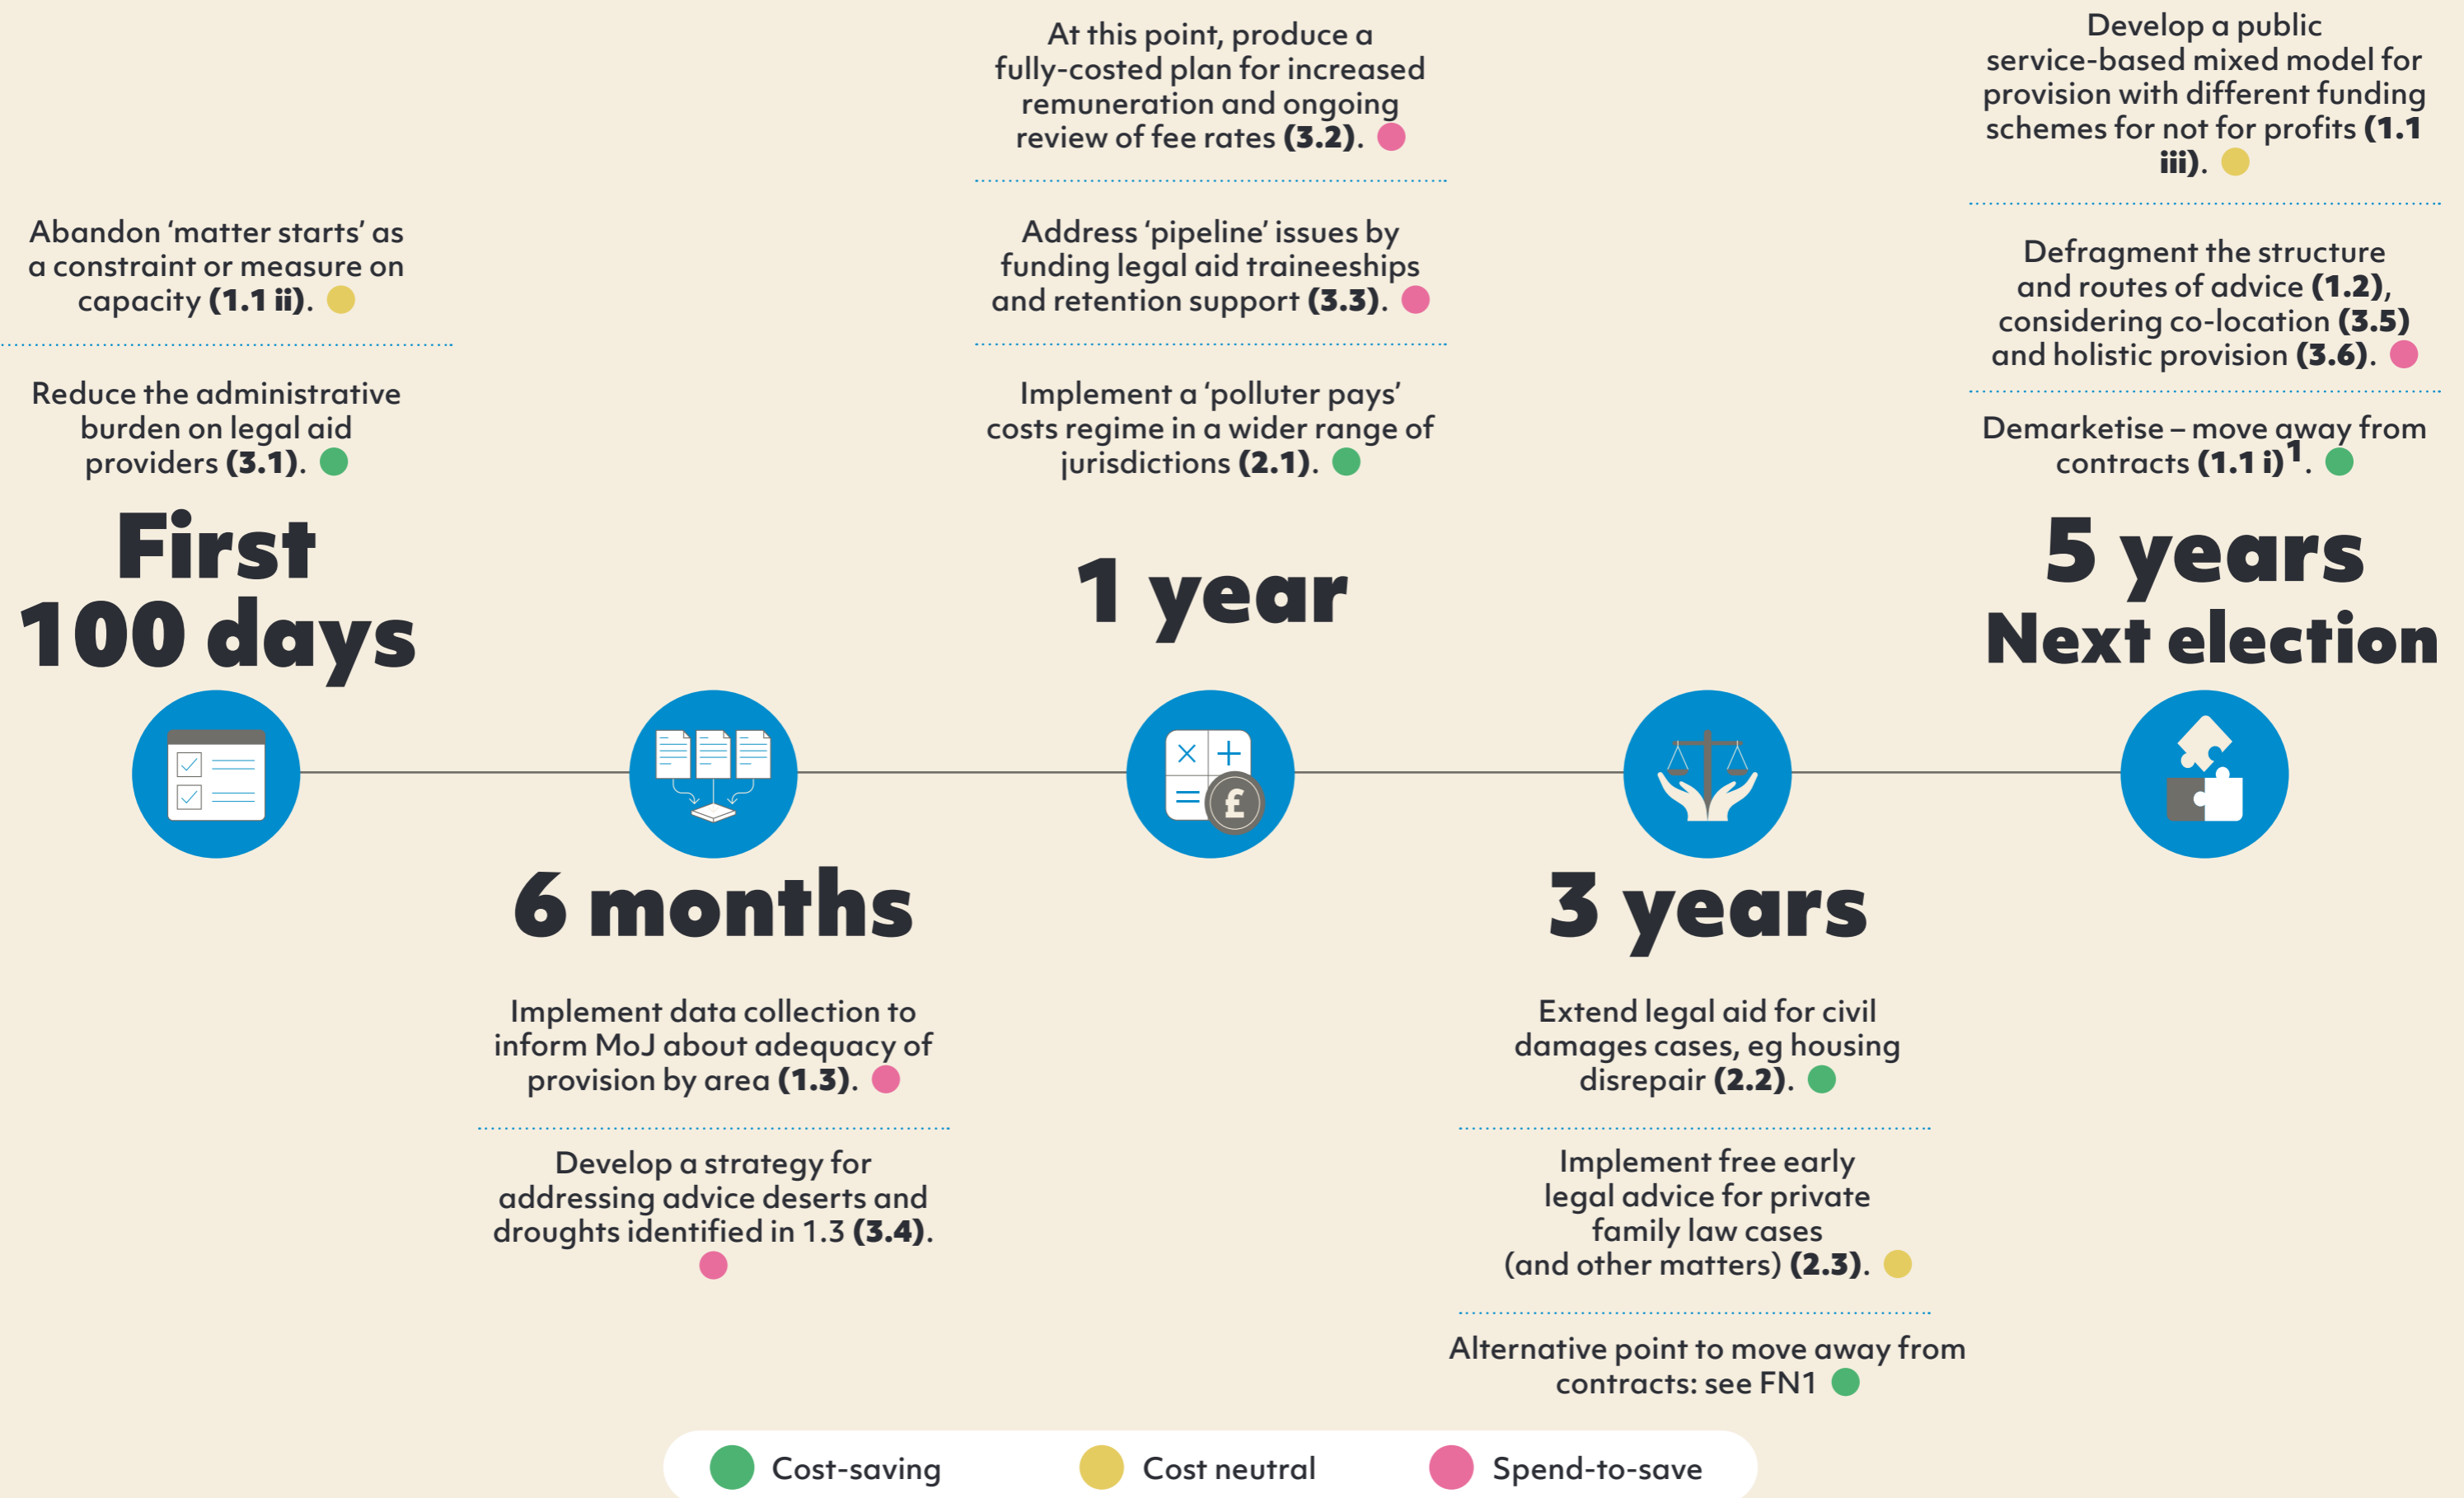 Abandon ‘matter starts’ as
a constraint or measure on
capacity (1.1 ii).
Reduce the administrative
burden on legal aid
providers (3.1).
First
100 days
Implement data collection to
inform MoJ about adequacy of
provision by area (1.3).
Develop a strategy for
addressing advice deserts and
droughts identified in 1.3 (3.4).
6 months
At this point, produce a
fully-costed plan for increased
remuneration and ongoing
review of fee rates (3.2).
Address ‘pipeline’ issues by
funding legal aid traineeships
and retention support (3.3).
Implement a ‘polluter pays’
costs regime in a wider range of
jurisdictions (2.1).
1 year
£
3 years
Extend legal aid for civil
damages cases, eg housing
disrepair (2.2).
Implement free early
legal advice for private
family law cases
(and other matters) (2.3).
Alternative point to move away from
contracts: see FN1
Develop a public
service-based mixed model for
provision with different funding
schemes for not for profits (1.1
iii).
Defragment the structure
and routes of advice (1.2),
considering co-location (3.5)
and holistic provision (3.6).
Demarketise – move away from
contracts (1.1 i)1.
5 years
Next election
Cost-saving
Cost neutral
Spend-to-save